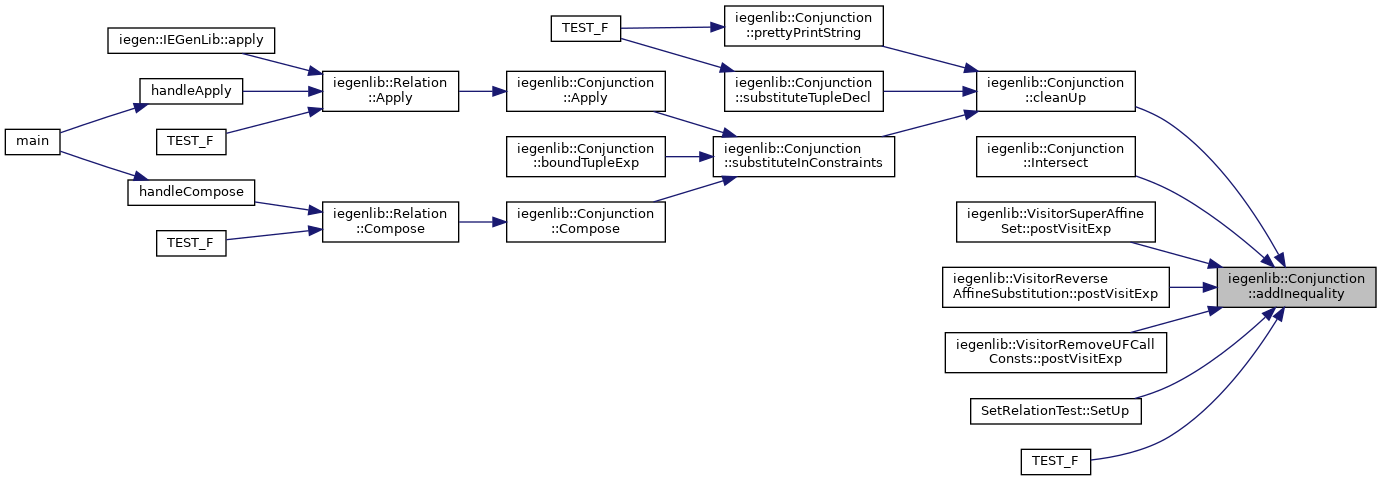 TEST_F
iegenlib::Conjunction
::prettyPrintString
iegen::IEGenLib::apply
handleApply
iegenlib::Relation
::Apply
iegenlib::Conjunction
::Apply
iegenlib::Conjunction
::substituteTupleDecl
iegenlib::Conjunction
::cleanUp
main
TEST_F
iegenlib::Conjunction
::boundTupleExp
iegenlib::Conjunction
::substituteInConstraints
iegenlib::Conjunction
::Intersect
handleCompose
TEST_F
iegenlib::Relation
::Compose
iegenlib::Conjunction
::Compose
iegenlib::VisitorSuperAffine
Set::postVisitExp
iegenlib::VisitorReverse
AffineSubstitution::postVisitExp
iegenlib::Conjunction
::addInequality
iegenlib::VisitorRemoveUFCall
Consts::postVisitExp
SetRelationTest::SetUp
TEST_F